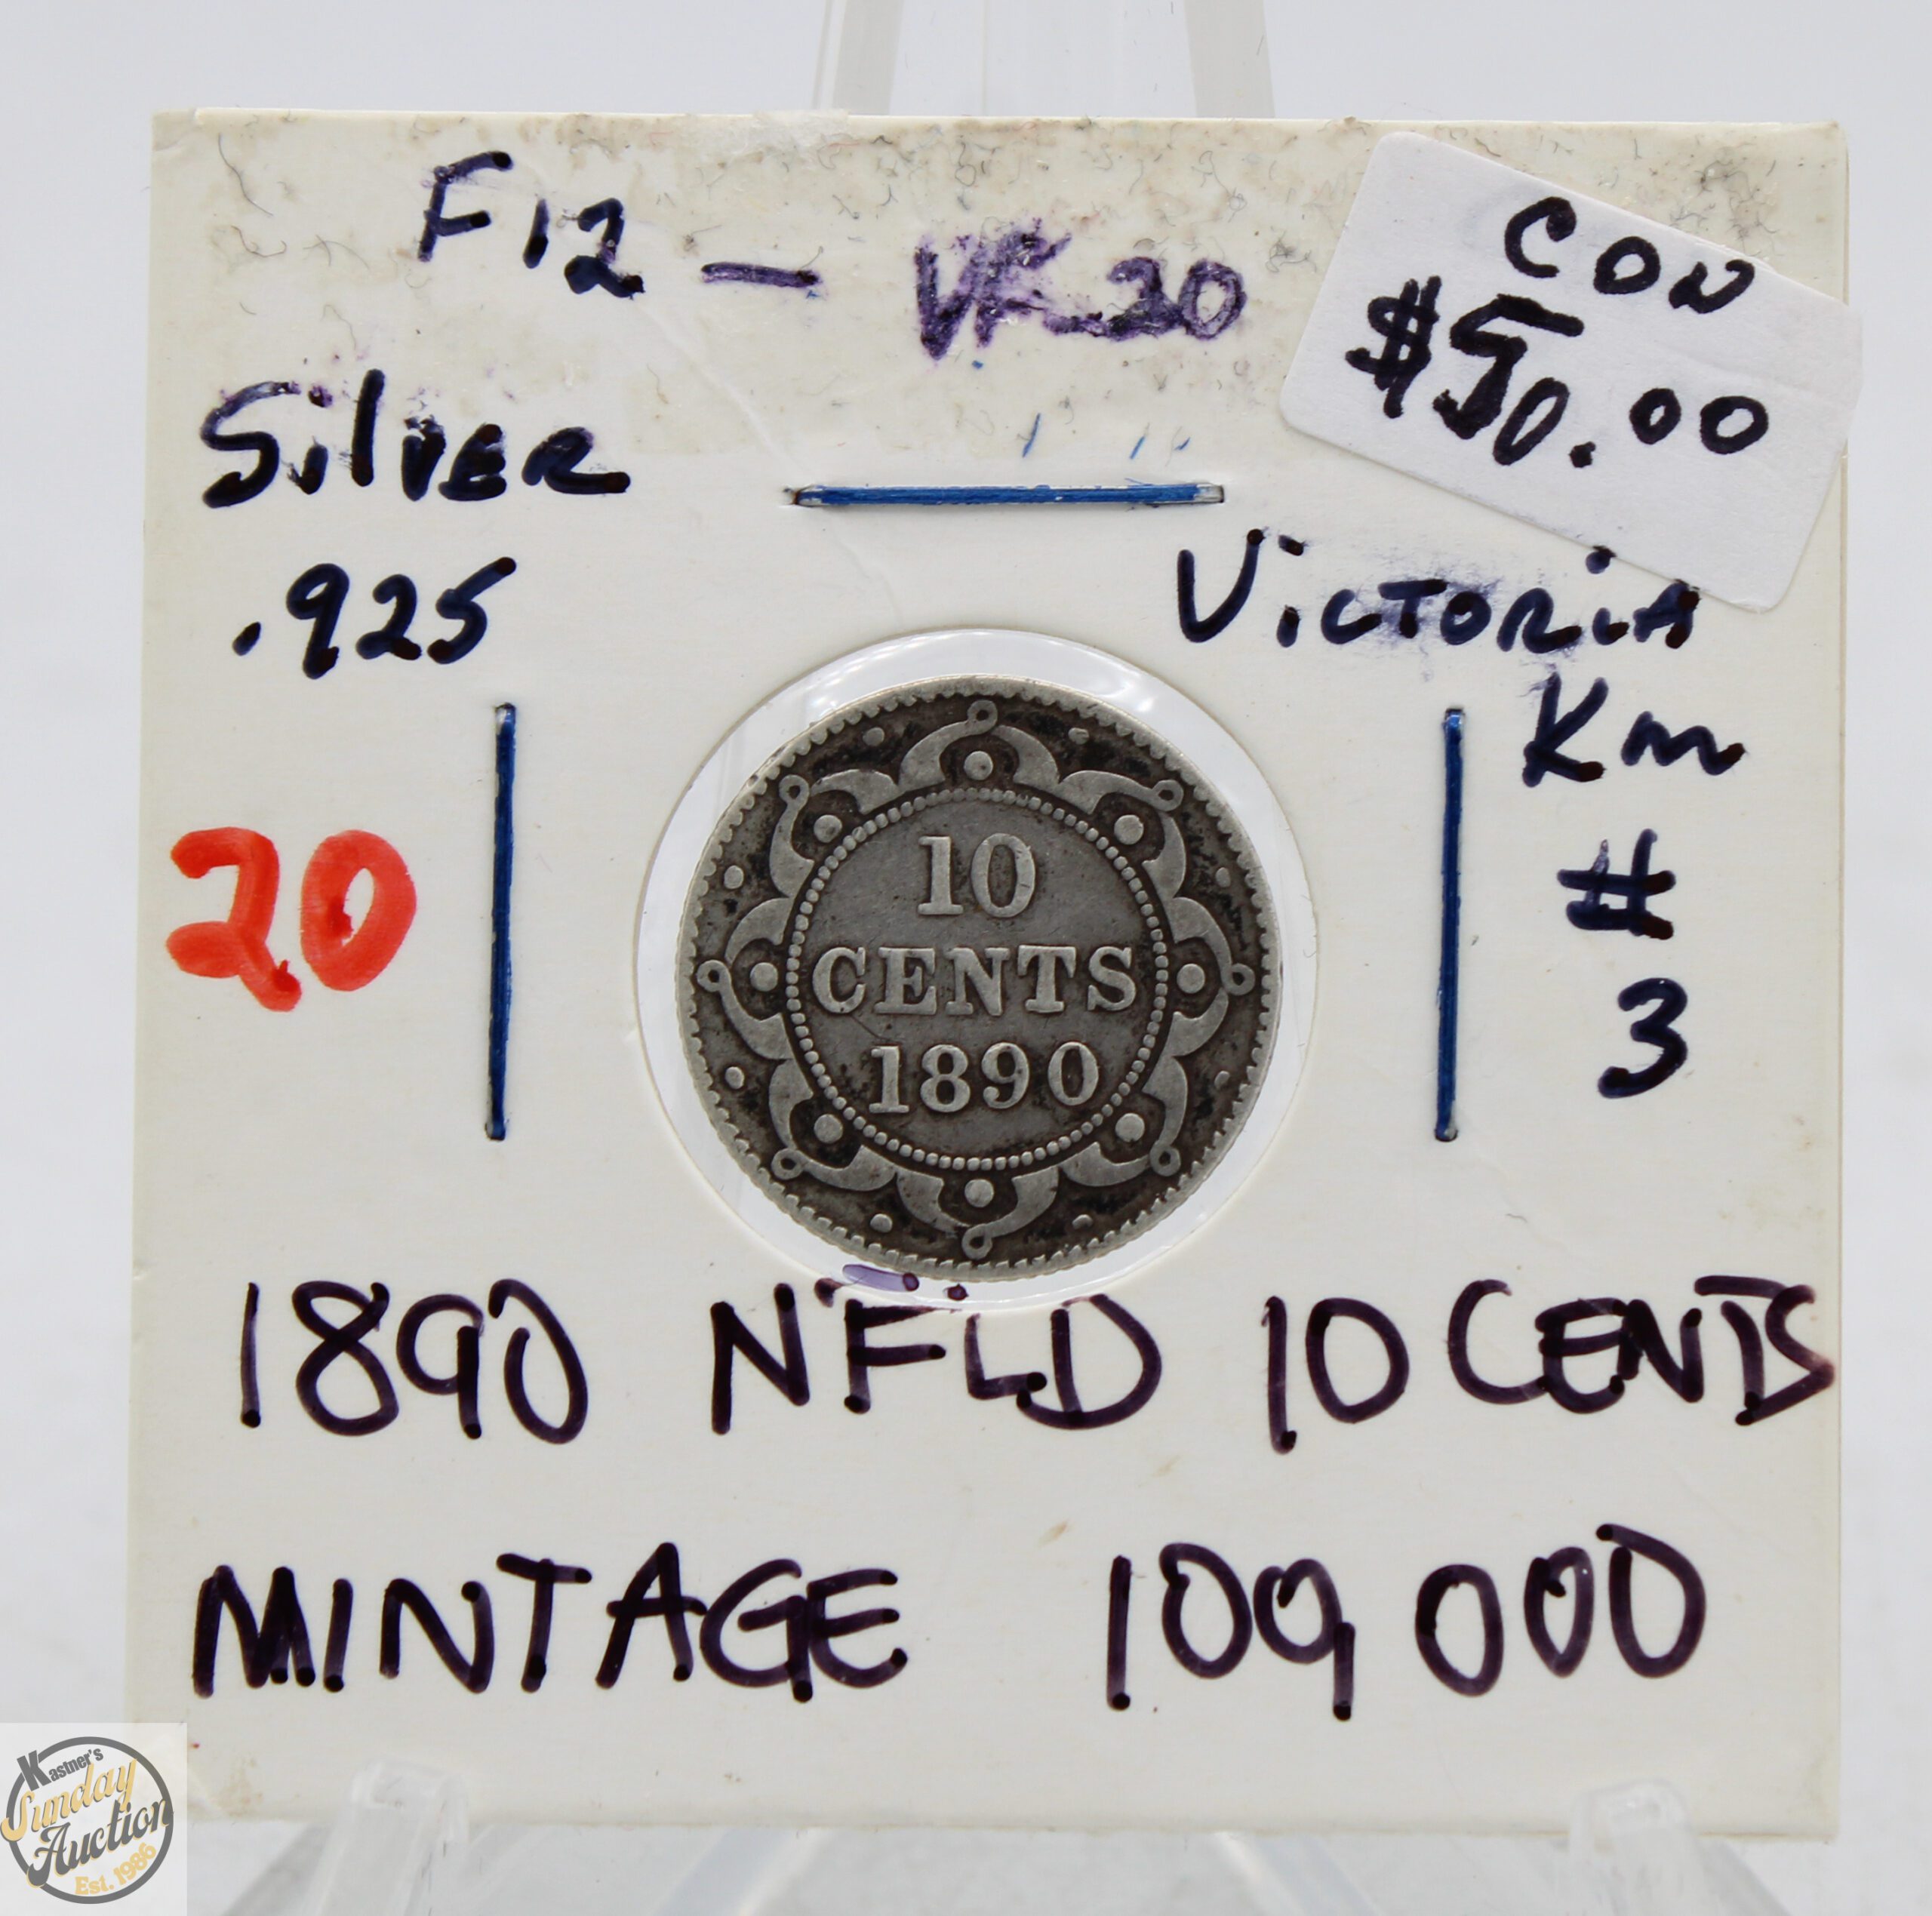 F12 - VF-20
CON
$50.00
Silver
.925
Victoria
Km
#
3
20
10
CENTS
1890
1890 NFLD 10 CENTS
MINTAGE 100,000
Kastner's
Sunday
Auction
Est. 1986